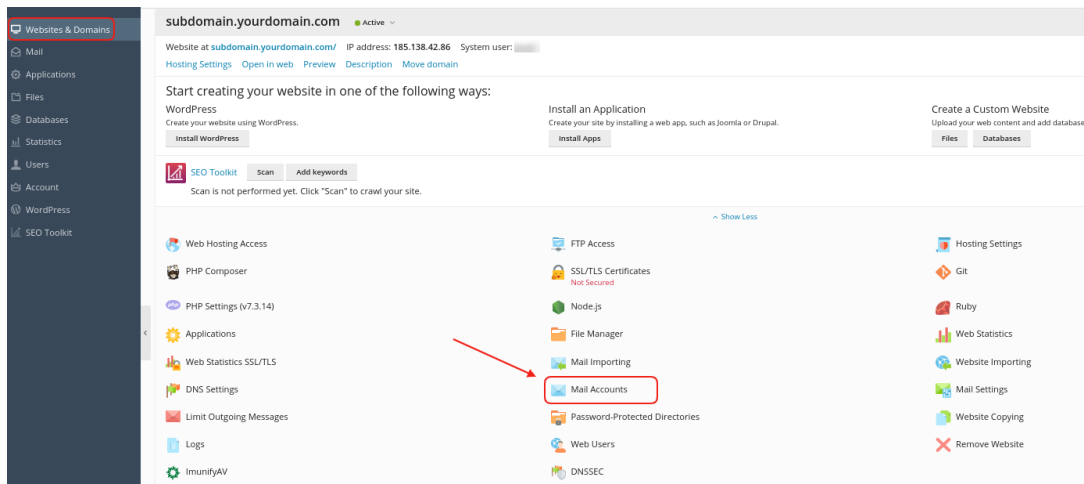 Websites & Domains
Mail
Applications
Files
Databases
Statistics
Users
Account
WordPress
SEO Toolkit
subdomain.yourdomain.com Active
Website at subdomain.yourdomain.com/ IP address: 185.138.42.86 System user:
Hosting Settings Open in web Preview Description Move domain
Start creating your website in one of the following ways:
WordPress Install an Application Create a Custom Website
Create your website using WordPress. Create your site by installing a web app, such as Joomla or Drupal. Upload your web content and add database
Install WordPress Install Apps Files Databases
SEO Toolkit Scan Add keywords
Scan is not performed yet. Click "Scan" to crawl your site.
Show Less
Web Hosting Access FTP Access Hosting Settings
PHP Composer SSL/TLS Certificates Git
Not Secured
php PHP Settings (v7.3.14) Node.js Ruby
Applications File Manager Web Statistics
Web Statistics SSL/TLS Mail Importing Website Importing
DNS Settings Mail Accounts Mail Settings
Limit Outgoing Messages Password-Protected Directories Website Copying
Logs Web Users Remove Website
ImunifyAV DNSSEC